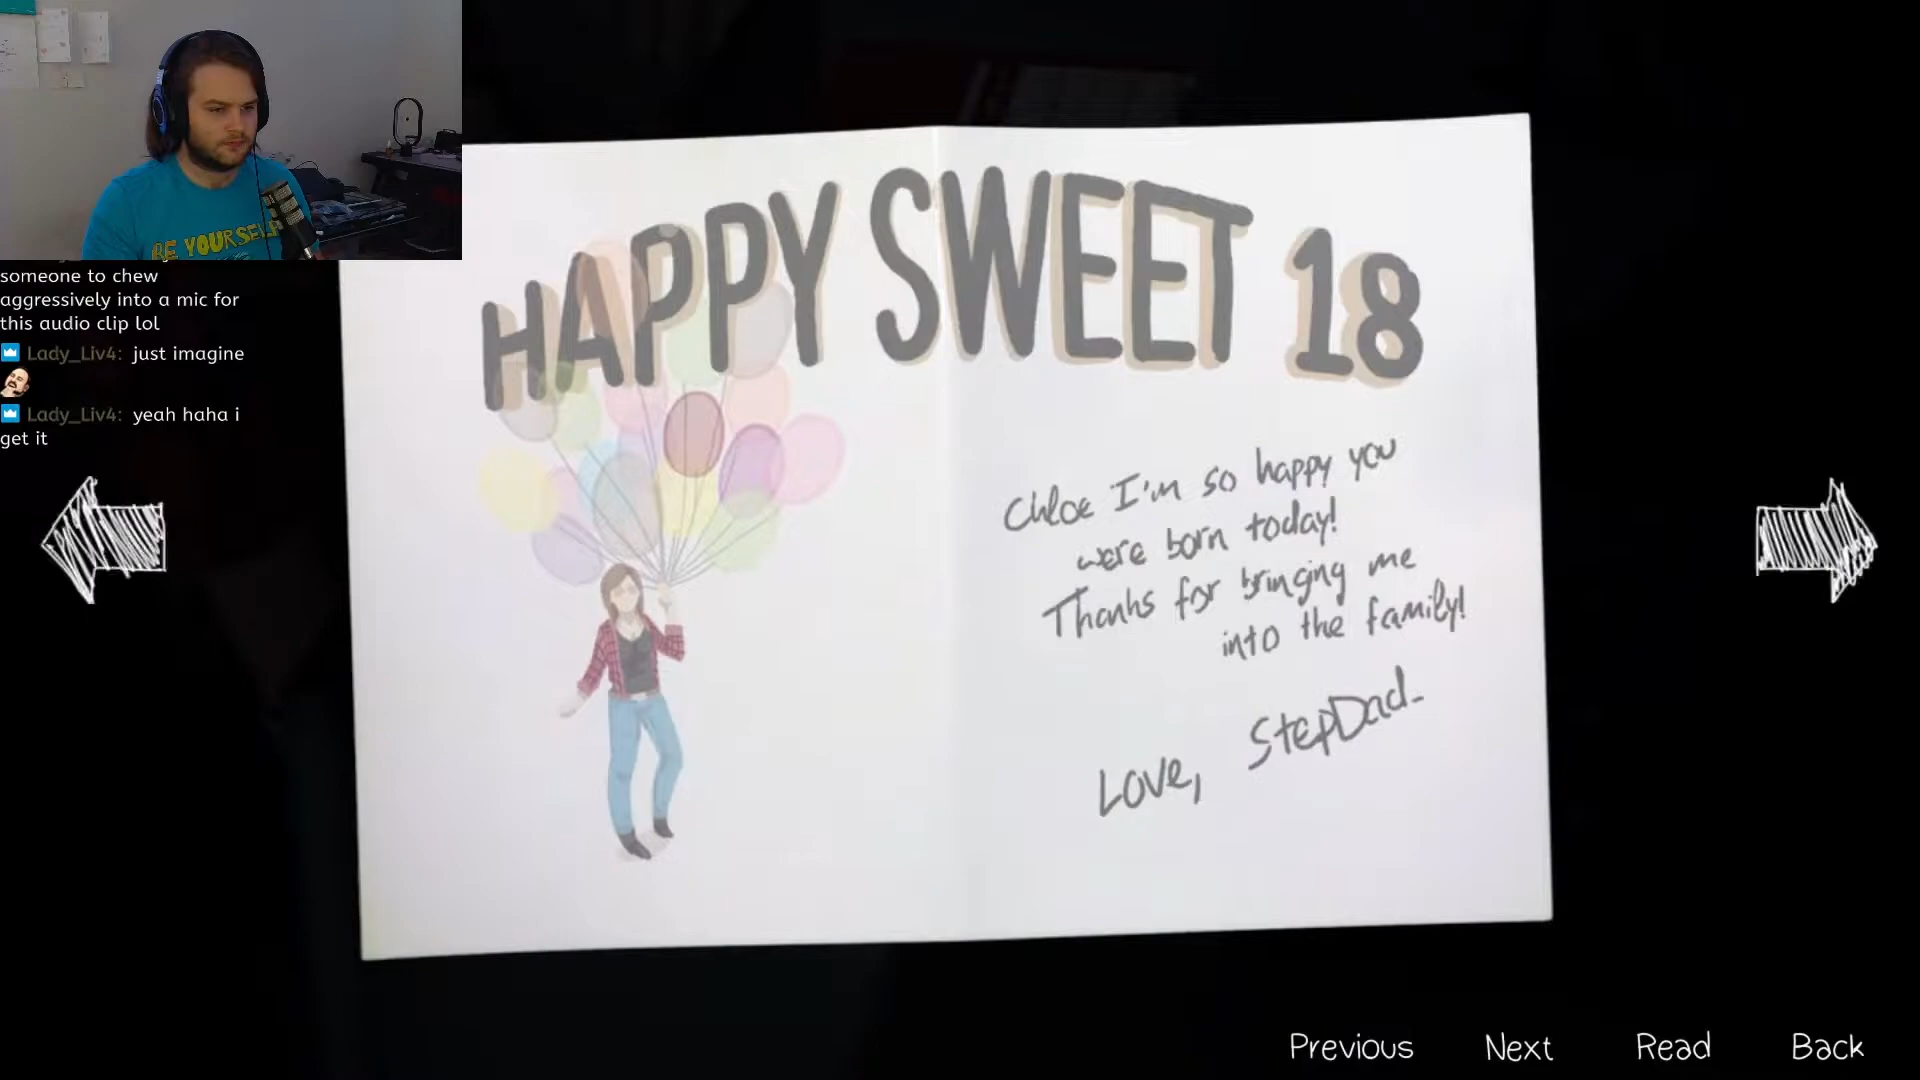 BE YOURSELF
someone to chew
aggressively into a mic for
this audio clip lol
Lady_Liv4: just imagine
Lady_Liv4: yeah haha i
get it
HAPPY SWEET 18
Chloe I'm so happy you
were born today!
Thanks for bringing me
into the family!
Love, StepDad-
Previous Next Read Back